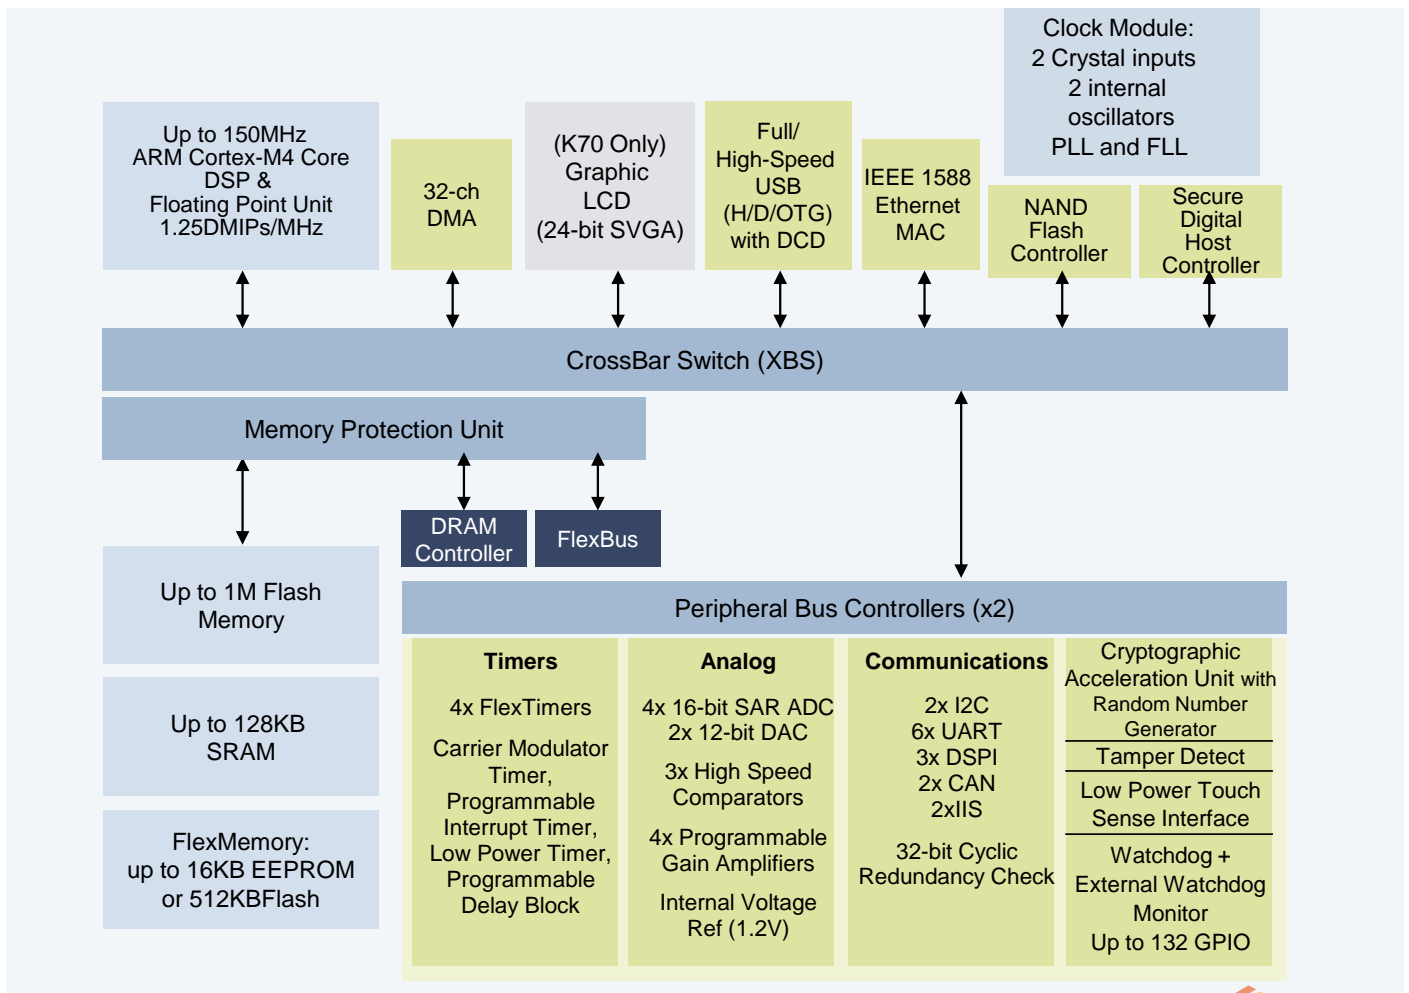 Clock Module:
2 Crystal inputs
2 internal
oscillators
PLL and FLL
Up to 150MHz
ARM Cortex-M4 Core
DSP &
Floating Point Unit
1.25DMIPs/MHz
32-ch
DMA
(K70 Only)
Graphic
LCD
(24-bit SVGA)
Full/
High-Speed
USB
(H/D/OTG)
with DCD
IEEE 1588
Ethernet
MAC
NAND
Flash
Controller
Secure
Digital
Host
Controller
CrossBar Switch (XBS)
Memory Protection Unit
DRAM
Controller
FlexBus
Up to 1M Flash
Memory
Up to 128KB
SRAM
FlexMemory:
up to 16KB EEPROM
or 512KBFlash
Peripheral Bus Controllers (x2)
Timers
4x FlexTimers
Carrier Modulator
Timer,
Programmable
Interrupt Timer,
Low Power Timer,
Programmable
Delay Block
Analog
4x 16-bit SAR ADC
2x 12-bit DAC
3x High Speed
Comparators
4x Programmable
Gain Amplifiers
Internal Voltage
Ref (1.2V)
Communications
2x I2C
6x UART
3x DSPI
2x CAN
2xIIS
32-bit Cyclic
Redundancy Check
Cryptographic
Acceleration Unit with
Random Number
Generator
Tamper Detect
Low Power Touch
Sense Interface
Watchdog +
External Watchdog
Monitor
Up to 132 GPIO